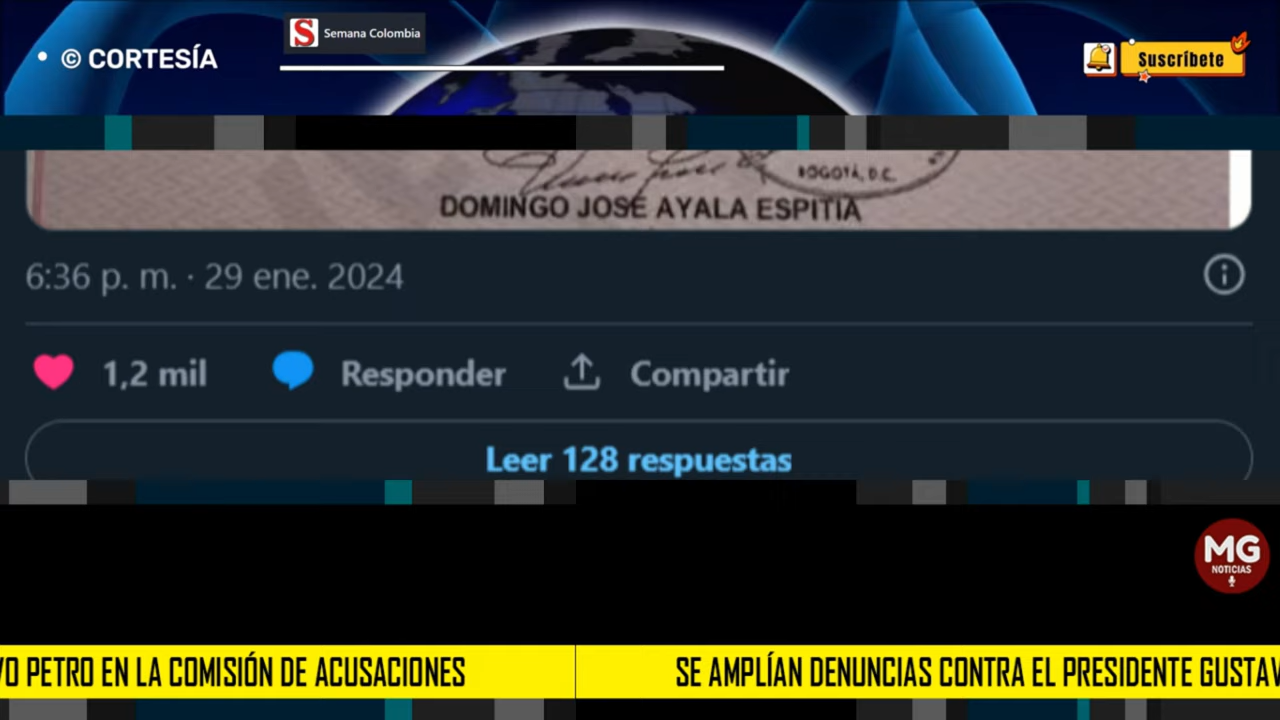 © CORTESÍA
S Semana Colombia
Suscríbete
BOGOTÁ, D.C.
DOMINGO JOSÉ AYALA ESPITIA
6:36 p. m. · 29 ene. 2024
1,2 mil
Responder
Compartir
Leer 128 respuestas
MG
NOTICIAS
VO PETRO EN LA COMISIÓN DE ACUSACIONES
SE AMPLÍAN DENUNCIAS CONTRA EL PRESIDENTE GUSTAV